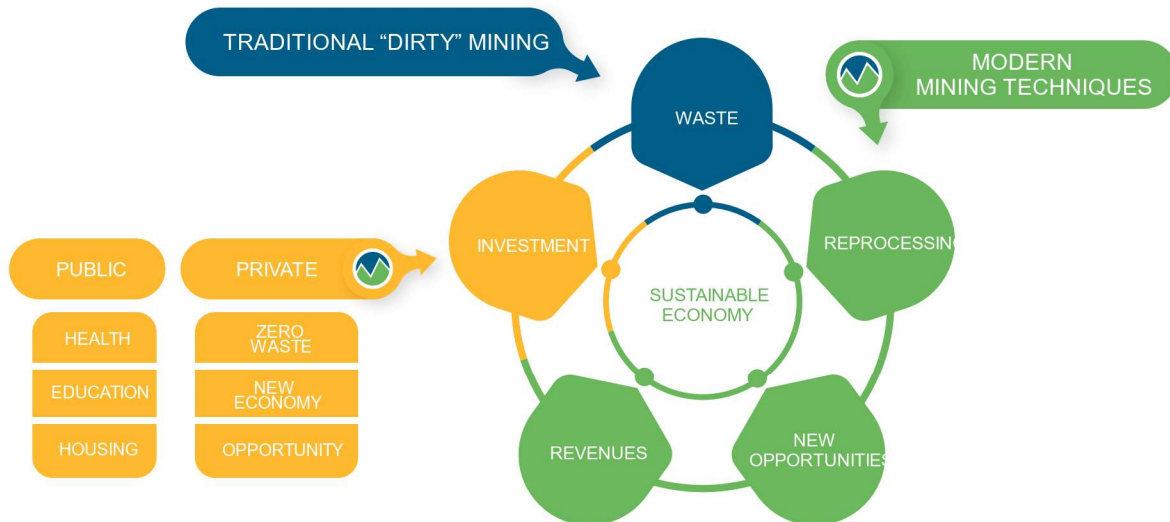 TRADITIONAL “DIRTY” MINING
MODERN
MINING TECHNIQUES
WASTE
INVESTMENT
REPROCESSING
PUBLIC
PRIVATE
SUSTAINABLE
ECONOMY
HEALTH
ZERO
WASTE
EDUCATION
NEW
ECONOMY
HOUSING
OPPORTUNITY
REVENUES
NEW
OPPORTUNITIES